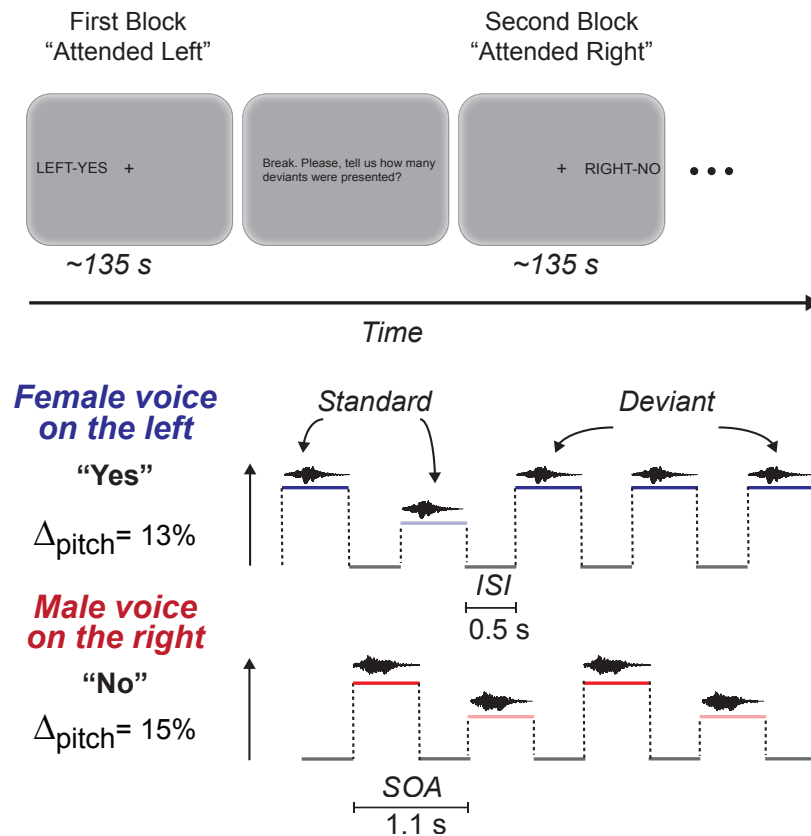 First Block
“Attended Left”
Second Block
“Attended Right”
LEFT-YES +
Break. Please, tell us how many
deviants were presented?
+ RIGHT-NO
•••
~135 s
~135 s
Time
Female voice
on the left
“Yes”
Δpitch= 13%
Standard
Deviant
ISI
0.5 s
Male voice
on the right
“No”
Δpitch= 15%
SOA
1.1 s